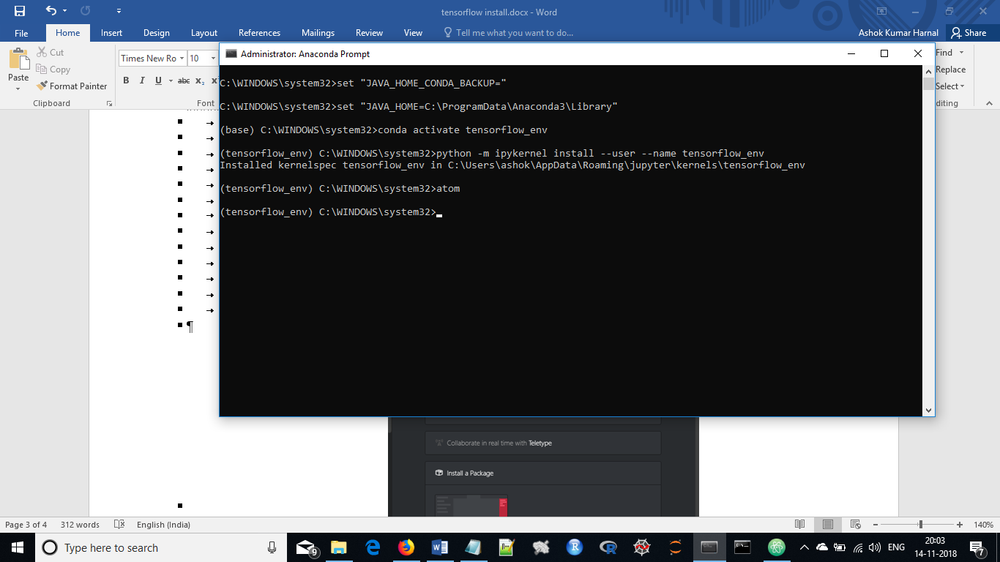 tensorflow install.docx - Word
File Home Insert Design Layout References Mailings Review View Tell me what you want to do... Ashok Kumar Harnal Share
Paste
Cut
Copy
Format Painter
Clipboard
Times New Ro 10
B I U abc x₂ x
Font
Find
Replace
Select
diting
Administrator: Anaconda Prompt
C:\WINDOWS\system32>set "JAVA_HOME_CONDA_BACKUP="
C:\WINDOWS\system32>set "JAVA_HOME=C:\ProgramData\Anaconda3\Library"
(base) C:\WINDOWS\system32>conda activate tensorflow_env
(tensorflow_env) C:\WINDOWS\system32>python -m ipykernel install --user --name tensorflow_env
Installed kernelspec tensorflow_env in C:\Users\ashok\AppData\Roaming\jupyter\kernels\tensorflow_env
(tensorflow_env) C:\WINDOWS\system32>atom
(tensorflow_env) C:\WINDOWS\system32>
¶
Collaborate in real time with Teletype
Install a Package
Page 3 of 4 312 words English (India) 140%
Type here to search 9 ENG 20:03
14-11-2018 7